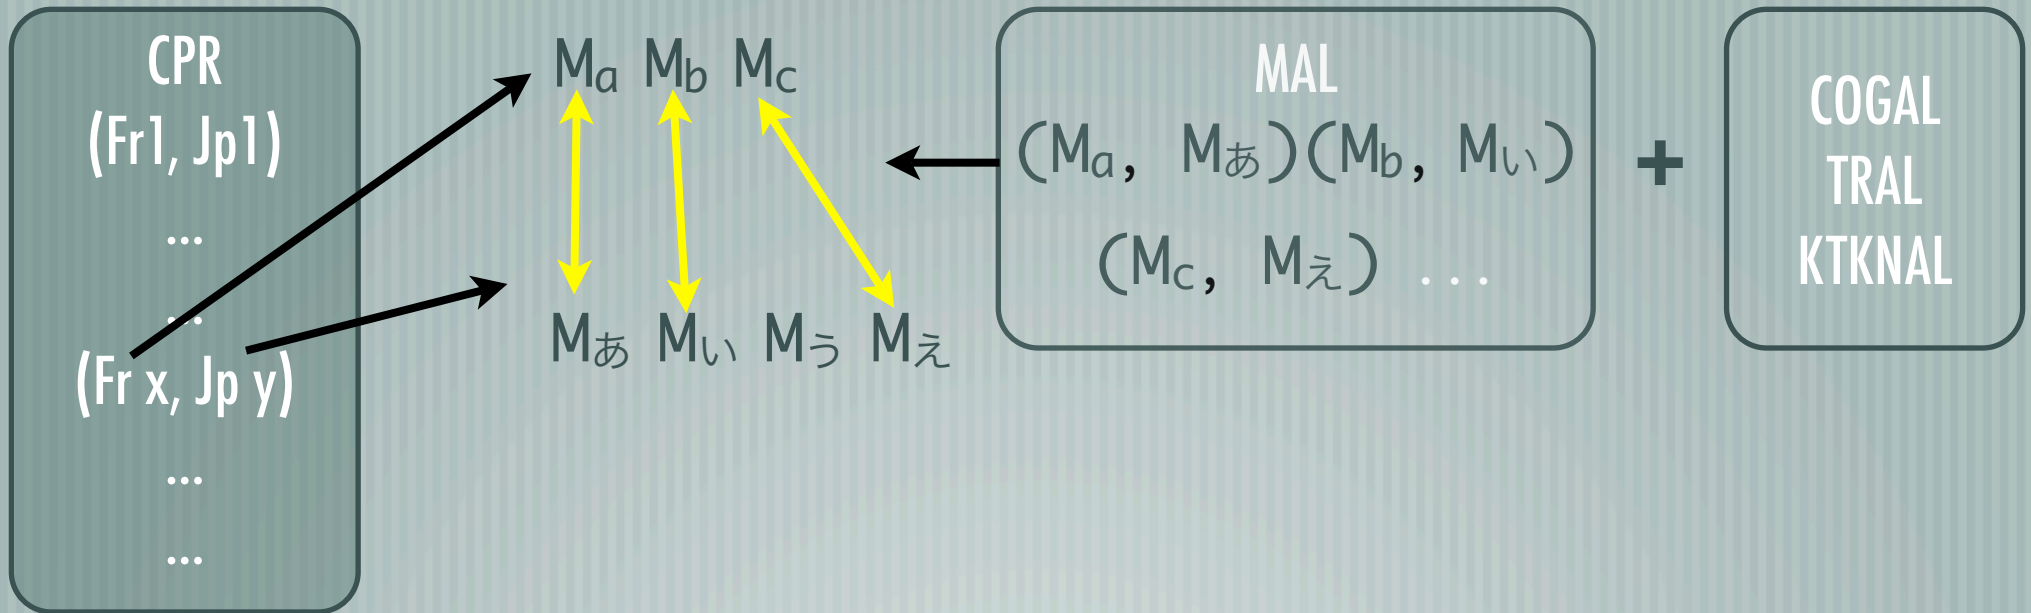 CPR
(Fr1, Jp1)
...
...
(Fr x, Jp y)
...
...
Ma Mb Mc
Mあ Mい Mう Mえ
MAL
(Ma, Mあ)(Mb, Mい)
(Mc, Mえ) ...
+
COGAL
TRAL
KTKNAL